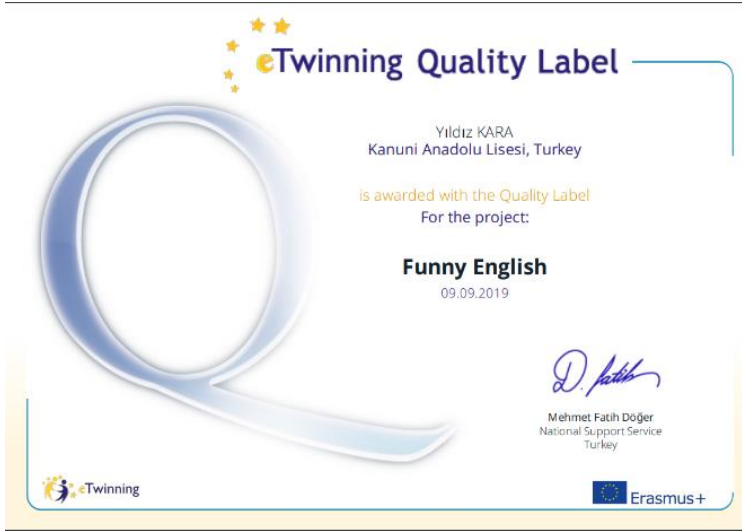 eTwinning Quality Label
Yıldız KARA
Kanuni Anadolu Lisesi, Turkey
is awarded with the Quality Label
For the project:
Funny English
09.09.2019
D. fatih
Mehmet Fatih Döğer
National Support Service
Turkey
eTwinning
Erasmus+